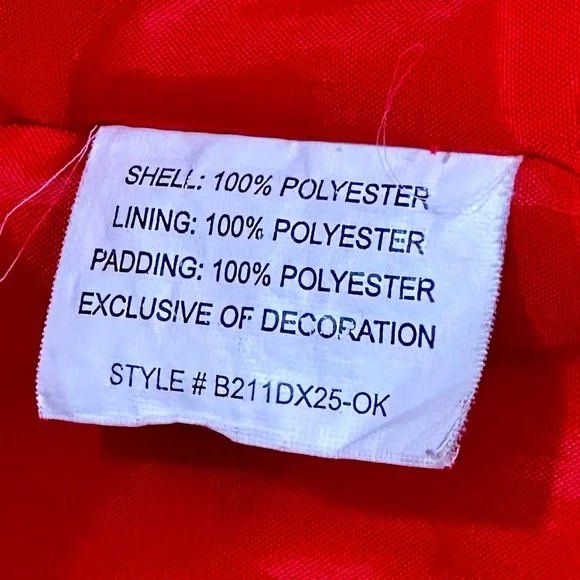 SHELL: 100% POLYESTER
LINING: 100% POLYESTER
PADDING: 100% POLYESTER
EXCLUSIVE OF DECORATION
STYLE # B211DX25-OK